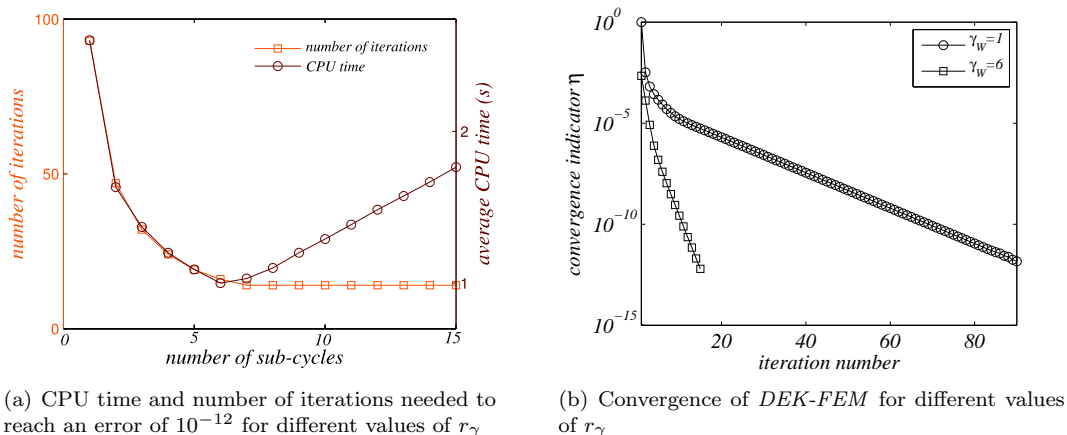 100
50
0
number of iterations
number of iterations
CPU time
2
1
average CPU time (s)
0 5 10 15
number of sub-cycles
(a) CPU time and number of iterations needed to
reach an error of 10⁻¹² for different values of r_γ
10⁰
10⁻⁵
10⁻¹⁰
10⁻¹⁵
convergence indicator η
γ_W=1
γ_W=6
20 40 60 80
iteration number
(b) Convergence of DEK-FEM for different values
of r_γ